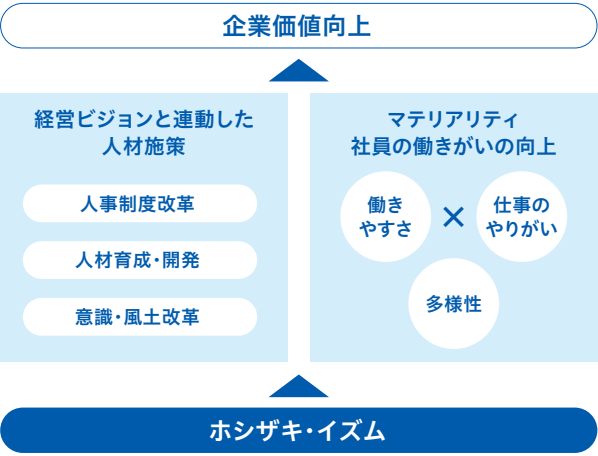 企業価値向上
経営ビジョンと連動した
人材施策
人事制度改革
人材育成・開発
意識・風土改革
マテリアリティ
社員の働きがいの向上
働き
やすさ
×
仕事の
やりがい
多様性
ホシザキ・イズム